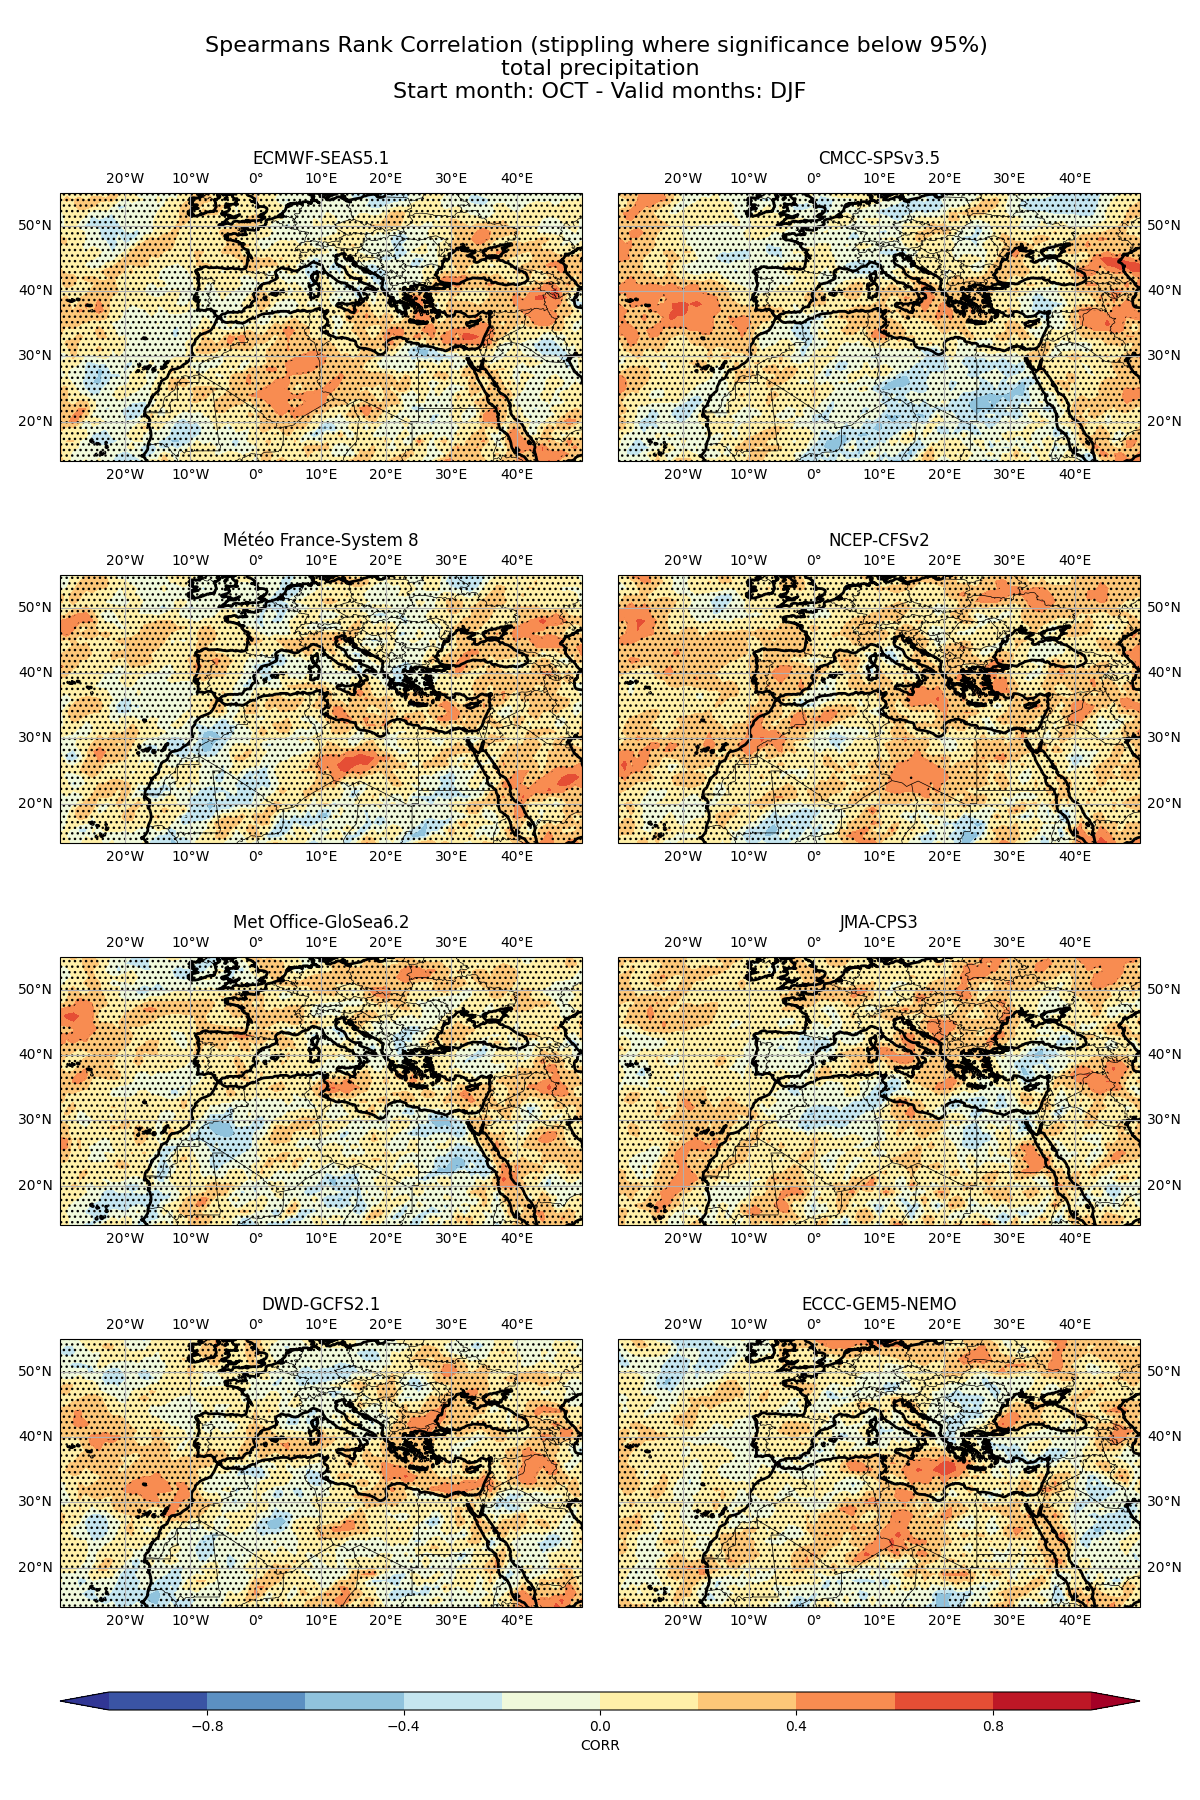 Spearmans Rank Correlation (stippling where significance below 95%)
total precipitation
Start month: OCT - Valid months: DJF
ECMWF-SEAS5.1
20°W 10°W 0° 10°E 20°E 30°E 40°E
50°N
40°N
30°N
20°N
20°W 10°W 0° 10°E 20°E 30°E 40°E
CMCC-SPSv3.5
20°W 10°W 0° 10°E 20°E 30°E 40°E
50°N
40°N
30°N
20°N
20°W 10°W 0° 10°E 20°E 30°E 40°E
Météo France-System 8
20°W 10°W 0° 10°E 20°E 30°E 40°E
50°N
40°N
30°N
20°N
20°W 10°W 0° 10°E 20°E 30°E 40°E
NCEP-CFSv2
20°W 10°W 0° 10°E 20°E 30°E 40°E
50°N
40°N
30°N
20°N
20°W 10°W 0° 10°E 20°E 30°E 40°E
Met Office-GloSea6.2
20°W 10°W 0° 10°E 20°E 30°E 40°E
50°N
40°N
30°N
20°N
20°W 10°W 0° 10°E 20°E 30°E 40°E
JMA-CPS3
20°W 10°W 0° 10°E 20°E 30°E 40°E
50°N
40°N
30°N
20°N
20°W 10°W 0° 10°E 20°E 30°E 40°E
DWD-GCFS2.1
20°W 10°W 0° 10°E 20°E 30°E 40°E
50°N
40°N
30°N
20°N
20°W 10°W 0° 10°E 20°E 30°E 40°E
ECCC-GEM5-NEMO
20°W 10°W 0° 10°E 20°E 30°E 40°E
50°N
40°N
30°N
20°N
20°W 10°W 0° 10°E 20°E 30°E 40°E
−0.8 −0.4 0.0 0.4 0.8
CORR